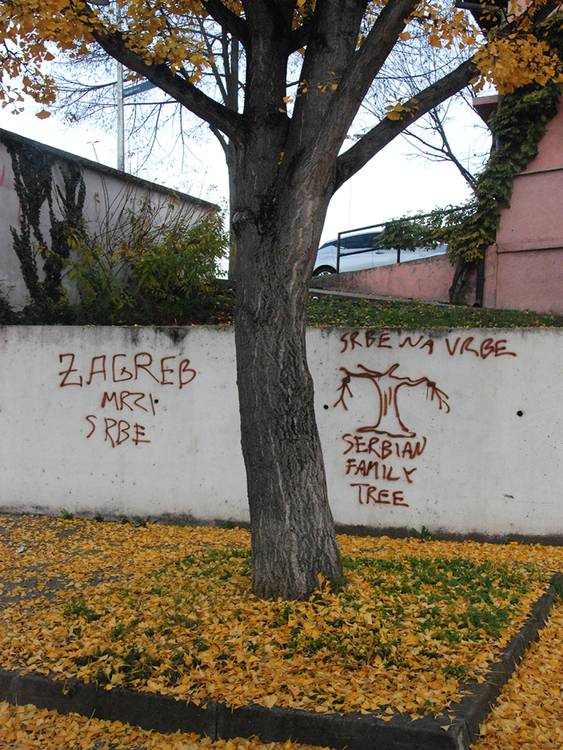 ZAGREB
MRZI
SRBE
SRBE NA VRBE
SERBIAN
FAMILY
TREE